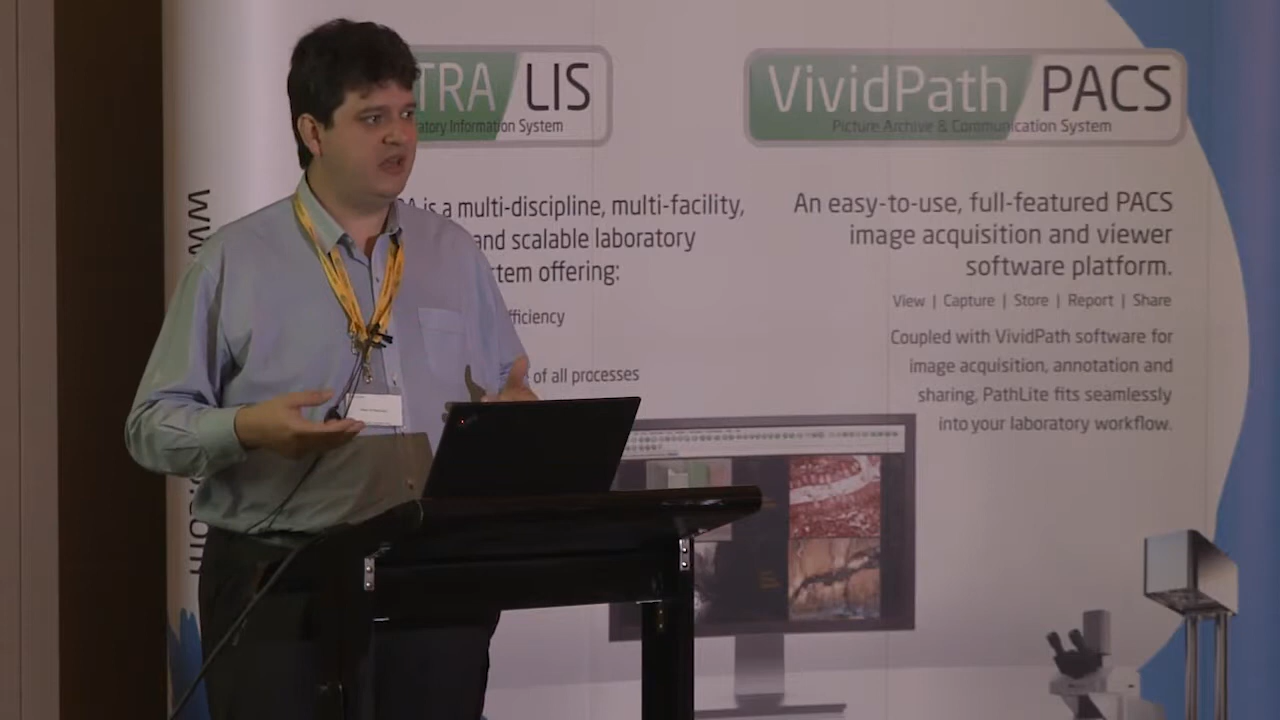 TRA LIS
atory Information System
VividPath PACS
Picture Archive & Communication System
is a multi-discipline, multi-facility,
and scalable laboratory
tem offering:
fficiency
of all processes
An easy-to-use, full-featured PACS
image acquisition and viewer
software platform.
View | Capture | Store | Report | Share
Coupled with VividPath software for
image acquisition, annotation and
sharing, PathLite fits seamlessly
into your laboratory workflow.